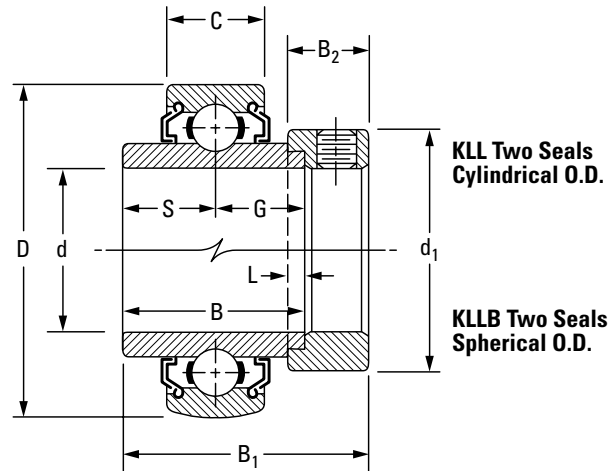 C
B₂
KLL Two Seals
Cylindrical O.D.
S
G
D
d
d₁
L
B
KLLB Two Seals
Spherical O.D.
B₁